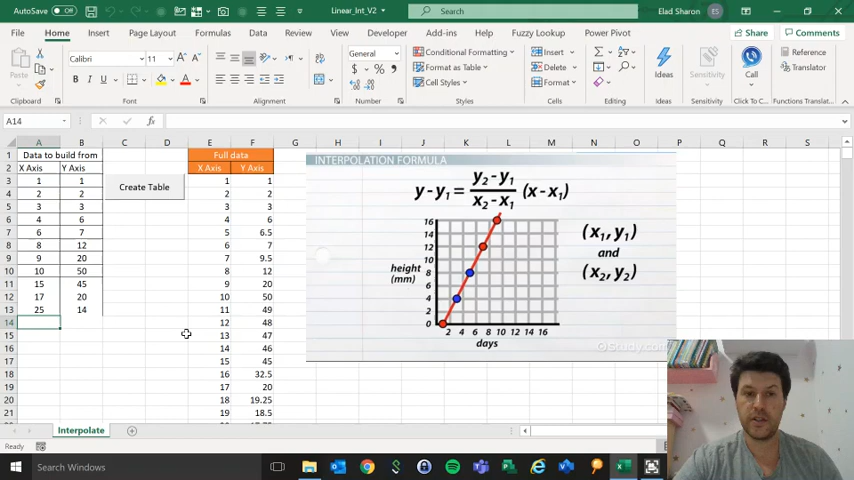 AutoSave Off Linear_Int_V2 Search Elad Sharon ES
File Home Insert Page Layout Formulas Data Review View Developer Add-ins Help Fuzzy Lookup Power Pivot Share Comments
Paste Calibri 11 General Conditional Formatting Insert Reference
Format as Table Delete Translator
Cell Styles Format Ideas Sensitivity Call
Clipboard Font Alignment Number Styles Cells Editing Ideas Sensitivity Click To C... Functions Translat...
A14 fx
A B C D E F G H I J K L M N O P Q R S
1 Data to build from Full data
2 X Axis Y Axis X Axis Y Axis
3 1 1 1 1
4 2 2 2 2
Create Table
5 3 3 3 3
6 4 6 4 6
7 6 7 5 6.5
8 8 12 6 7
9 9 20 7 9.5
10 10 50 8 12
11 15 45 9 20
12 17 20 10 50
13 25 14 11 49
14 12 48
15 13 47
16 14 46
17 15 45
18 16 32.5
19 17 20
20 18 19.25
21 19 18.5
INTERPOLATION FORMULA
y - y₁ = y₂ - y₁ / x₂ - x₁ (x - x₁)
16
14
12
10
8
6
4
2
0
height
(mm)
2 4 6 8 10 12 14 16
days
(x₁, y₁)
and
(x₂, y₂)
©Study.com
Interpolate
Ready
Search Windows